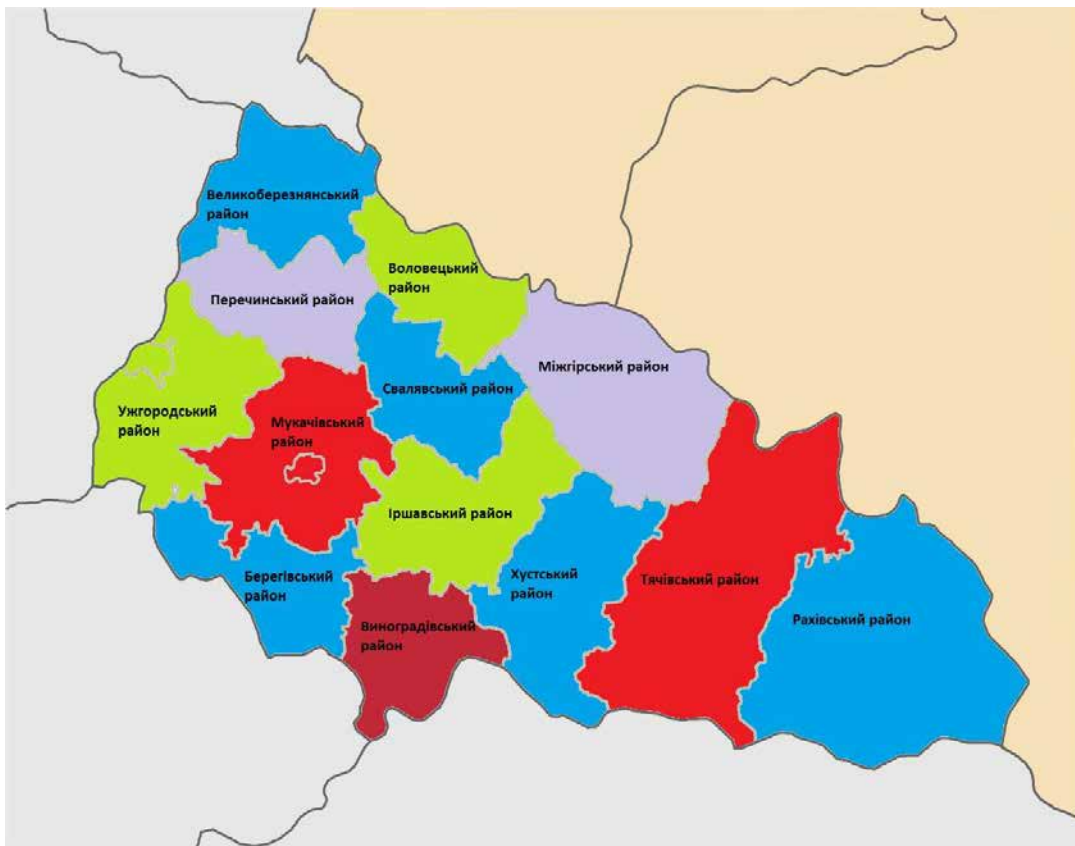 Великоберезнянський
район
Воловецький
район
Перечинський район
Міжгірський район
Свалявський район
Ужгородський
район
Мукачівський
район
Іршавський район
Берегівський
район
Хустський
район
Тячівський район
Рахівський район
Виноградівський
район